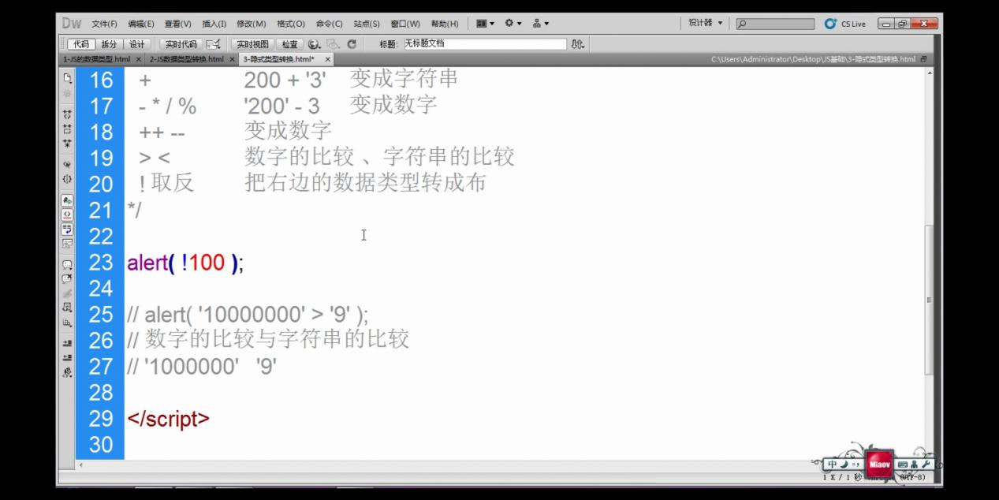 Dw 文件(F) 编辑(E) 查看(V) 插入(I) 修改(M) 格式(O) 命令(C) 站点(S) 窗口(W) 帮助(H) 设计器 CS Live
代码 拆分 设计 实时代码 实时视图 检查 标题: 无标题文档
1-JS的数据类型.html 2-JS数据类型转换.html 3-隐式类型转换.html* C:\Users\Administrator\Desktop\JS基础\3-隐式类型转换.html
16 + 200 + '3' 变成字符串
17 - * / % '200' - 3 变成数字
18 ++ -- 变成数字
19 > < 数字的比较 、字符串的比较
20 ! 取反 把右边的数据类型转成布
21 */
22
23 alert( !100 );
24
25 // alert( '10000000' > '9' );
26 // 数字的比较与字符串的比较
27 // '1000000' '9'
28
29 </script>
30
中 Miaov
1 K / 1 秒